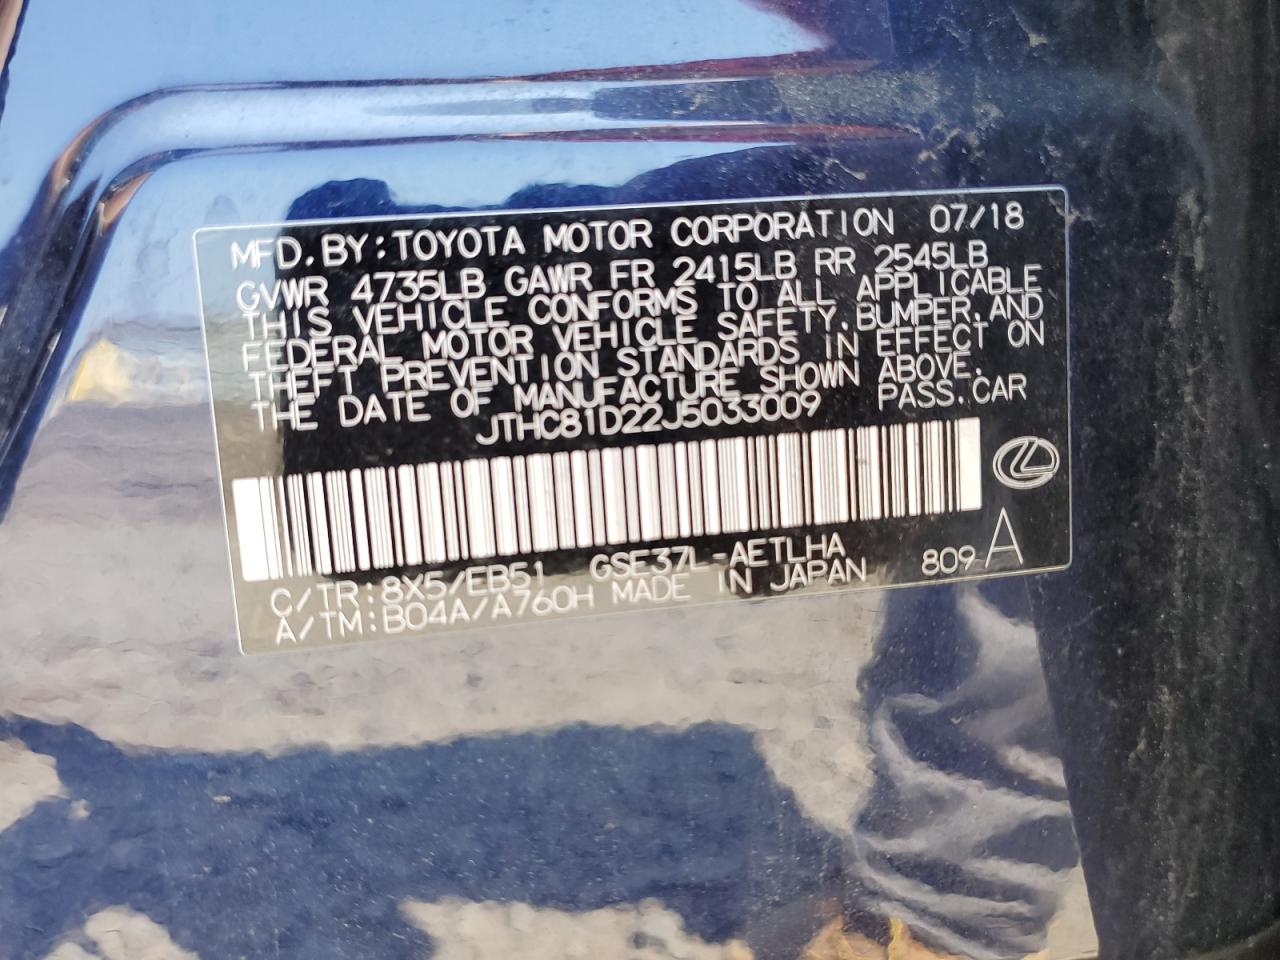 MFD. BY: TOYOTA MOTOR CORPORATION 07/18
GVWR 4735LB GAWR FR 2415LB RR 2545LB
THIS VEHICLE CONFORMS TO ALL APPLICABLE
FEDERAL MOTOR VEHICLE SAFETY, BUMPER, AND
THEFT PREVENTION STANDARDS IN EFFECT ON
THE DATE OF MANUFACTURE SHOWN ABOVE.
JTHC81D22J5033009 PASS. CAR
C/TR: 8X5/EB51 GSE37L-AETLHA
A/TM: B04A/A760H MADE IN JAPAN 809-A